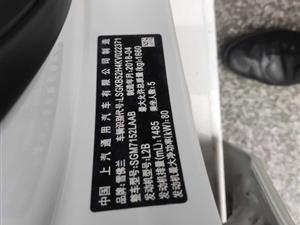 中国 上汽通用汽车有限公司制造
车辆识别代号:LSGKB52H4KV022371
品牌:雪佛兰 制造年月:2018-04
整车型号:SGM7152LAAB 最大允许总质量(kg):1660
发动机型号:L2B 乘坐人数:5
发动机排量(mL):1485
发动机最大净功率(kW):80